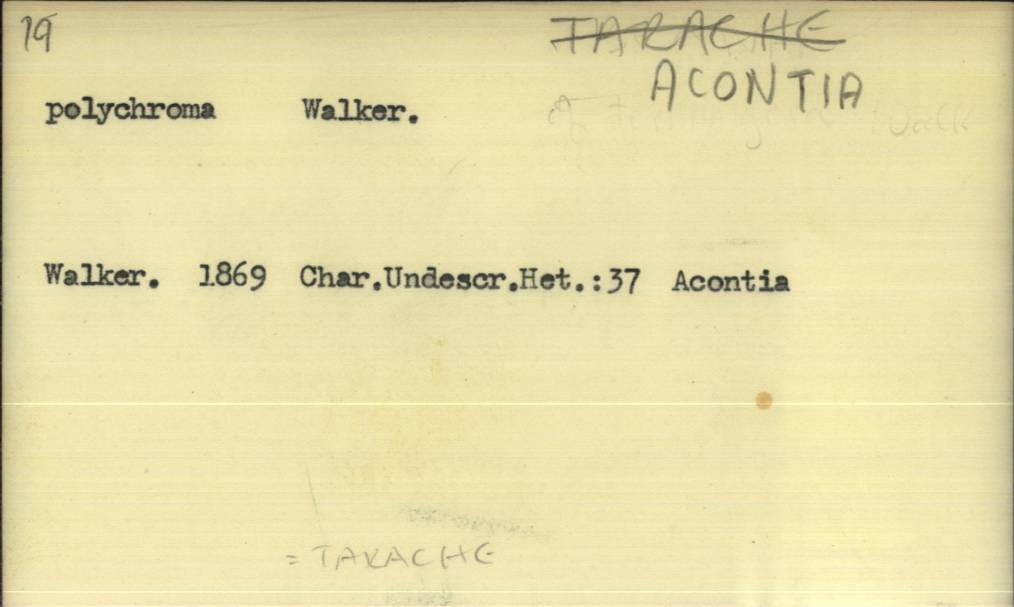 19 TARACHE
ACONTIA
polychroma Walker.
Walker. 1869 Char.Undescr.Het.:37 Acontia
= TARACHE